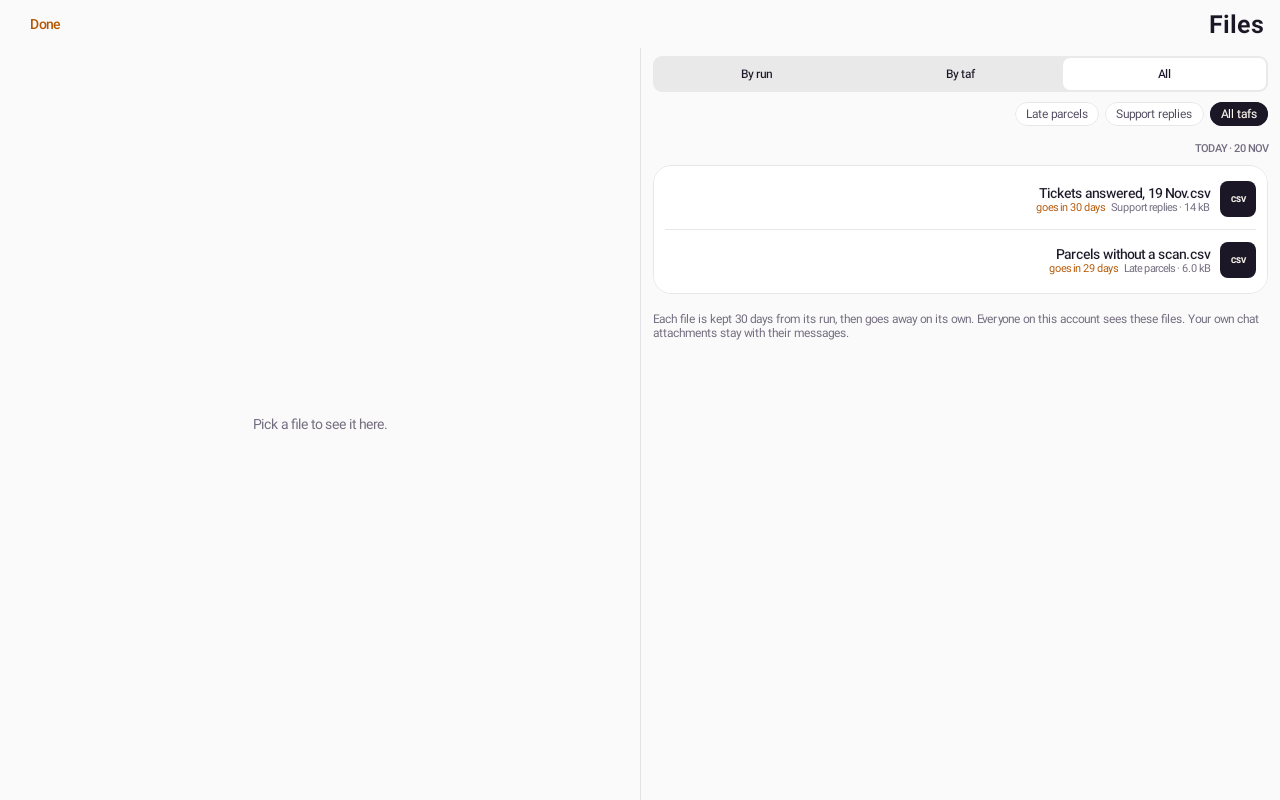 Done
Files
By run
By taf
All
Late parcels
Support replies
All tafs
TODAY · 20 NOV
Tickets answered, 19 Nov.csv
goes in 30 days Support replies · 14 kB
CSV
Parcels without a scan.csv
goes in 29 days Late parcels · 6.0 kB
CSV
Each file is kept 30 days from its run, then goes away on its own. Everyone on this account sees these files. Your own chat
attachments stay with their messages.
Pick a file to see it here.